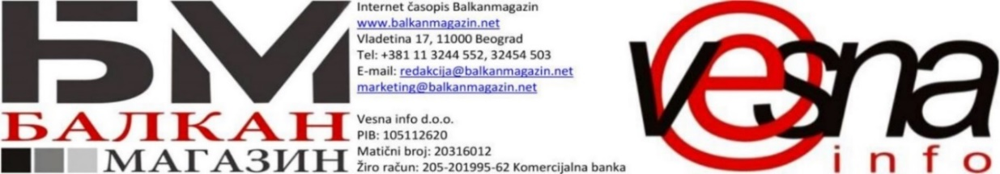 БМ
БАЛКАН
МАГАЗИН
Internet časopis Balkanmagazin
www.balkanmagazin.net
Vladetina 17, 11000 Beograd
Tel: +381 11 3244 552, 32454 503
E-mail: redakcija@balkanmagazin.net
marketing@balkanmagazin.net
Vesna info d.o.o.
PIB: 105112620
Matični broj: 20316012
Žiro račun: 205-201995-62 Komercijalna banka
vesna
info